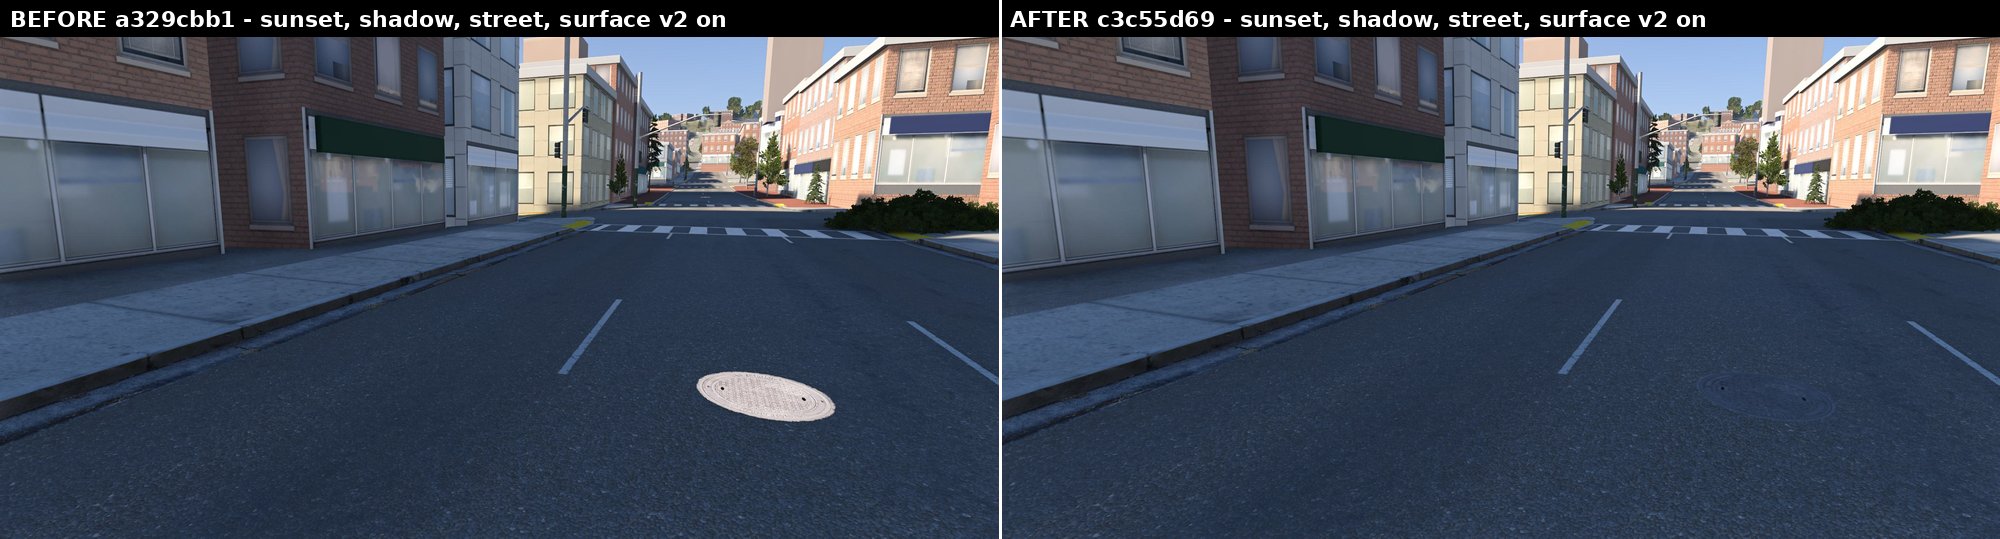 BEFORE a329cbb1 - sunset, shadow, street, surface v2 on
AFTER c3c55d69 - sunset, shadow, street, surface v2 on